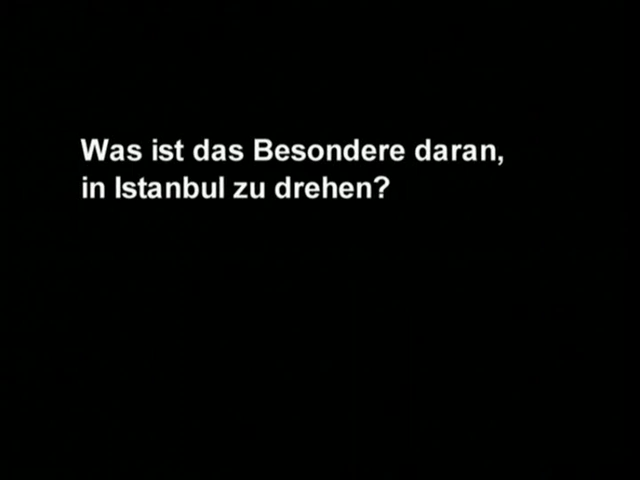 Was ist das Besondere daran,
in Istanbul zu drehen?